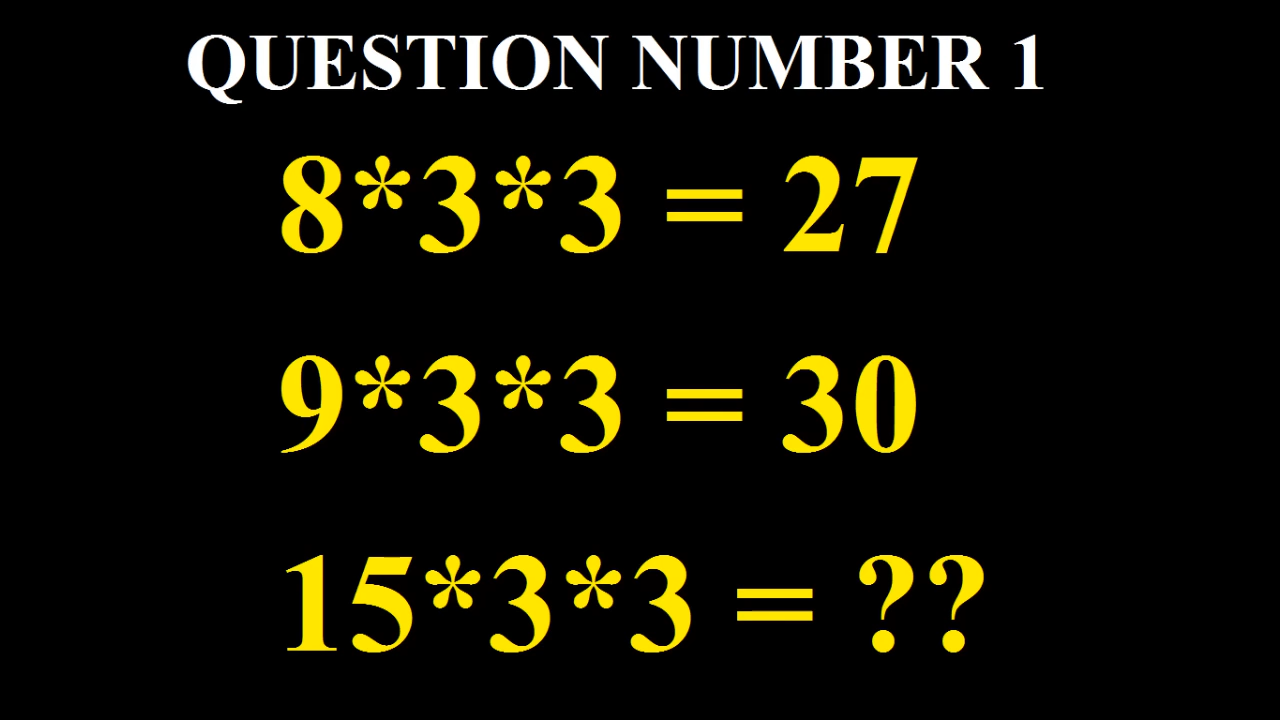 QUESTION NUMBER 1
8*3*3 = 27
9*3*3 = 30
15*3*3 = ??